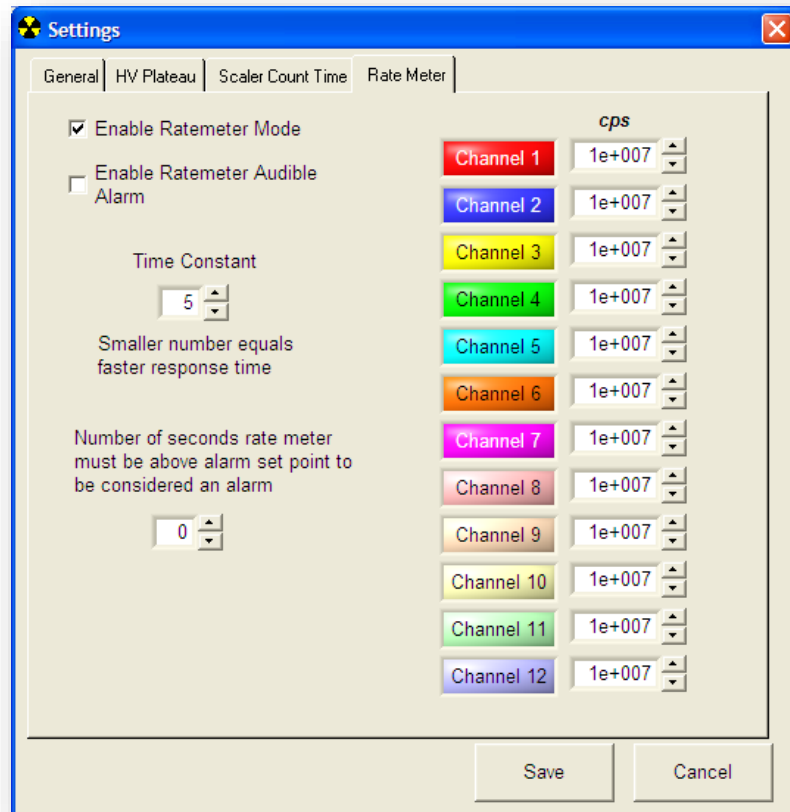 Settings
General
HV Plateau
Scaler Count Time
Rate Meter
Enable Ratemeter Mode
Enable Ratemeter Audible
Alarm
Time Constant
5
Smaller number equals
faster response time
Number of seconds rate meter
must be above alarm set point to
be considered an alarm
0
cps
Channel 1 1e+007
Channel 2 1e+007
Channel 3 1e+007
Channel 4 1e+007
Channel 5 1e+007
Channel 6 1e+007
Channel 7 1e+007
Channel 8 1e+007
Channel 9 1e+007
Channel 10 1e+007
Channel 11 1e+007
Channel 12 1e+007
Save
Cancel